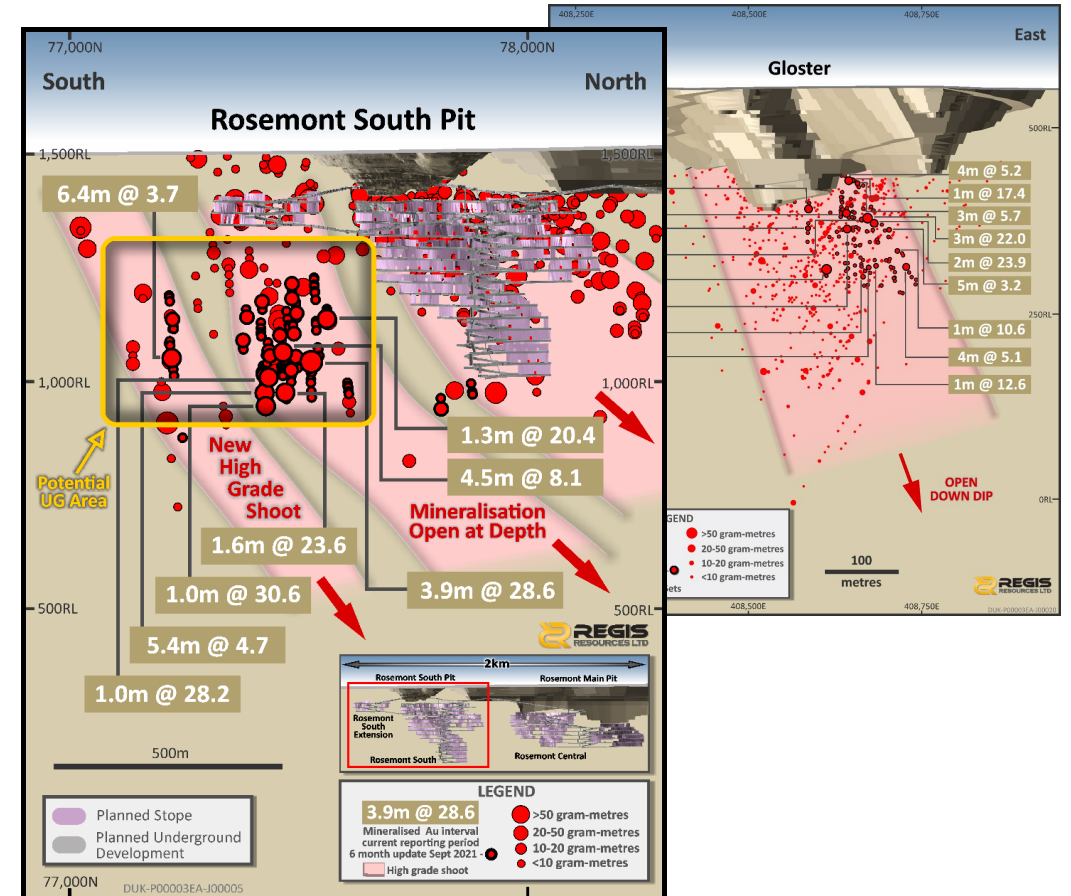 77,000N
78,000N
South
North
Rosemont South Pit
1,500RL
1,500RL
6.4m @ 3.7
1,000RL
1,000RL
1.3m @ 20.4
4.5m @ 8.1
New
High
Grade
Shoot
Potential
UG Area
Mineralisation
Open at Depth
1.6m @ 23.6
1.0m @ 30.6
3.9m @ 28.6
500RL
500RL
5.4m @ 4.7
REGIS
RESOURCES LTD
1.0m @ 28.2
2km
Rosemont South Pit
Rosemont Main Pit
Rosemont
South
Extension
Rosemont South
Rosemont Central
500m
Planned Stope
Planned Underground
Development
LEGEND
3.9m @ 28.6
Mineralised Au interval
current reporting period
6 month update Sept 2021 -
High grade shoot
>50 gram-metres
20-50 gram-metres
10-20 gram-metres
<10 gram-metres
77,000N
DUK-P00003EA-J00005
408,250E
408,500E
408,750E
East
Gloster
500RL
4m @ 5.2
1m @ 17.4
3m @ 5.7
3m @ 22.0
2m @ 23.9
5m @ 3.2
250RL
1m @ 10.6
4m @ 5.1
1m @ 12.6
OPEN
DOWN DIP
0RL
GEND
>50 gram-metres
20-50 gram-metres
10-20 gram-metres
<10 gram-metres
ets
100
metres
REGIS
RESOURCES LTD
408,500E
408,750E
DUK-P00003EA-J00020